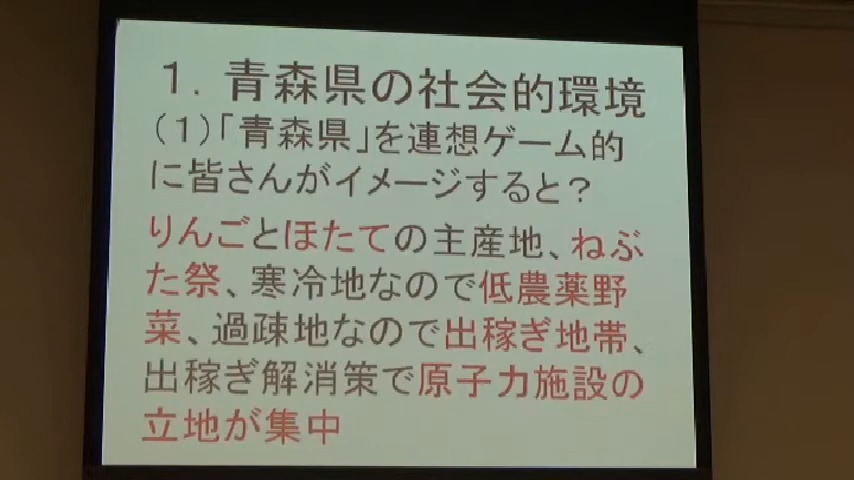 1. 青森県の社会的環境
(1)「青森県」を連想ゲーム的
に皆さんがイメージすると?
りんごとほたての主産地、ねぶ
た祭、寒冷地なので低農薬野
菜、過疎地なので出稼ぎ地帯、
出稼ぎ解消策で原子力施設の
立地が集中